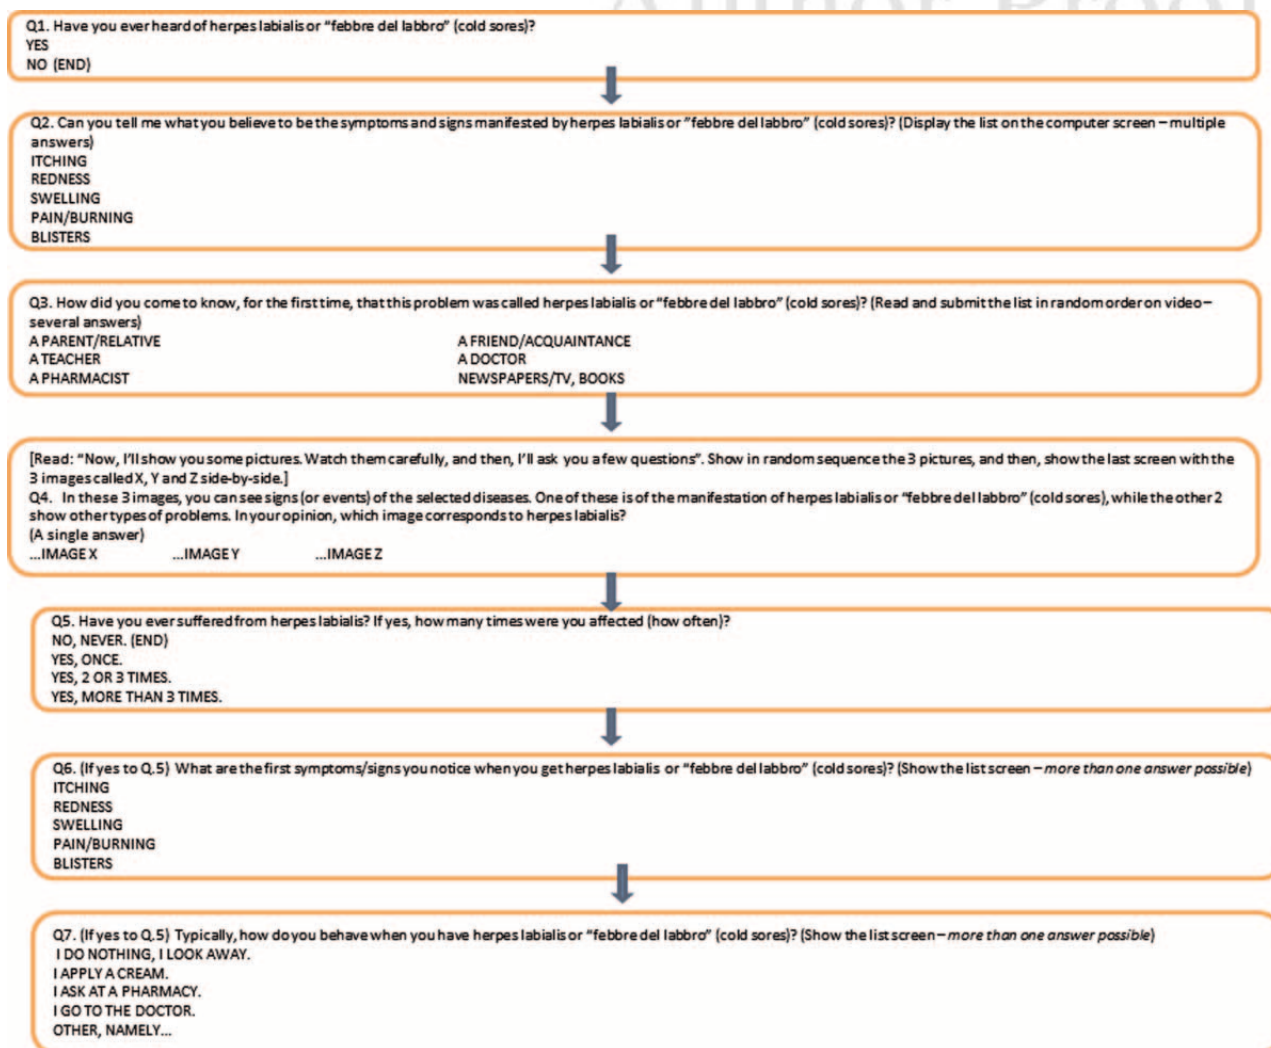 Author Proof
Q1. Have you ever heard of herpes labialis or “febbre del labbro” (cold sores)?
YES
NO (END)
Q2. Can you tell me what you believe to be the symptoms and signs manifested by herpes labialis or “febbre del labbro” (cold sores)? (Display the list on the computer screen – multiple
answers)
ITCHING
REDNESS
SWELLING
PAIN/BURNING
BLISTERS
Q3. How did you come to know, for the first time, that this problem was called herpes labialis or “febbre del labbro” (cold sores)? (Read and submit the list in random order on video –
several answers)
A PARENT/RELATIVE A FRIEND/ACQUAINTANCE
A TEACHER A DOCTOR
A PHARMACIST NEWSPAPERS/TV, BOOKS
[Read: “Now, I’ll show you some pictures. Watch them carefully, and then, I’ll ask you a few questions”. Show in random sequence the 3 pictures, and then, show the last screen with the
3 images called X, Y and Z side-by-side.]
Q4. In these 3 images, you can see signs (or events) of the selected diseases. One of these is of the manifestation of herpes labialis or “febbre del labbro” (cold sores), while the other 2
show other types of problems. In your opinion, which image corresponds to herpes labialis?
(A single answer)
...IMAGE X ...IMAGE Y ...IMAGE Z
Q5. Have you ever suffered from herpes labialis? If yes, how many times were you affected (how often)?
NO, NEVER. (END)
YES, ONCE.
YES, 2 OR 3 TIMES.
YES, MORE THAN 3 TIMES.
Q6. (If yes to Q.5) What are the first symptoms/signs you notice when you get herpes labialis or “febbre del labbro” (cold sores)? (Show the list screen – more than one answer possible)
ITCHING
REDNESS
SWELLING
PAIN/BURNING
BLISTERS
Q7. (If yes to Q.5) Typically, how do you behave when you have herpes labialis or “febbre del labbro” (cold sores)? (Show the list screen – more than one answer possible)
I DO NOTHING, I LOOK AWAY.
I APPLY A CREAM.
I ASK AT A PHARMACY.
I GO TO THE DOCTOR.
OTHER, NAMELY...